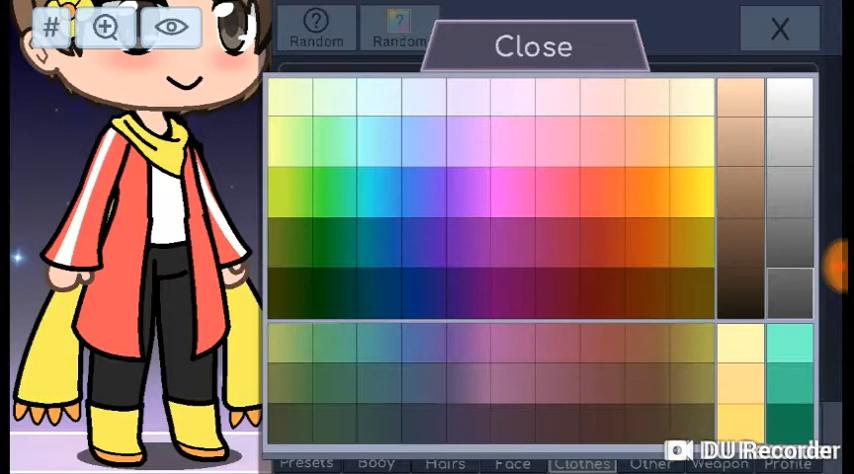 #
?
Random
?
Random
Close
X
DU Recorder
Presets Body Hairs Face Clothes Other Weapon Profile